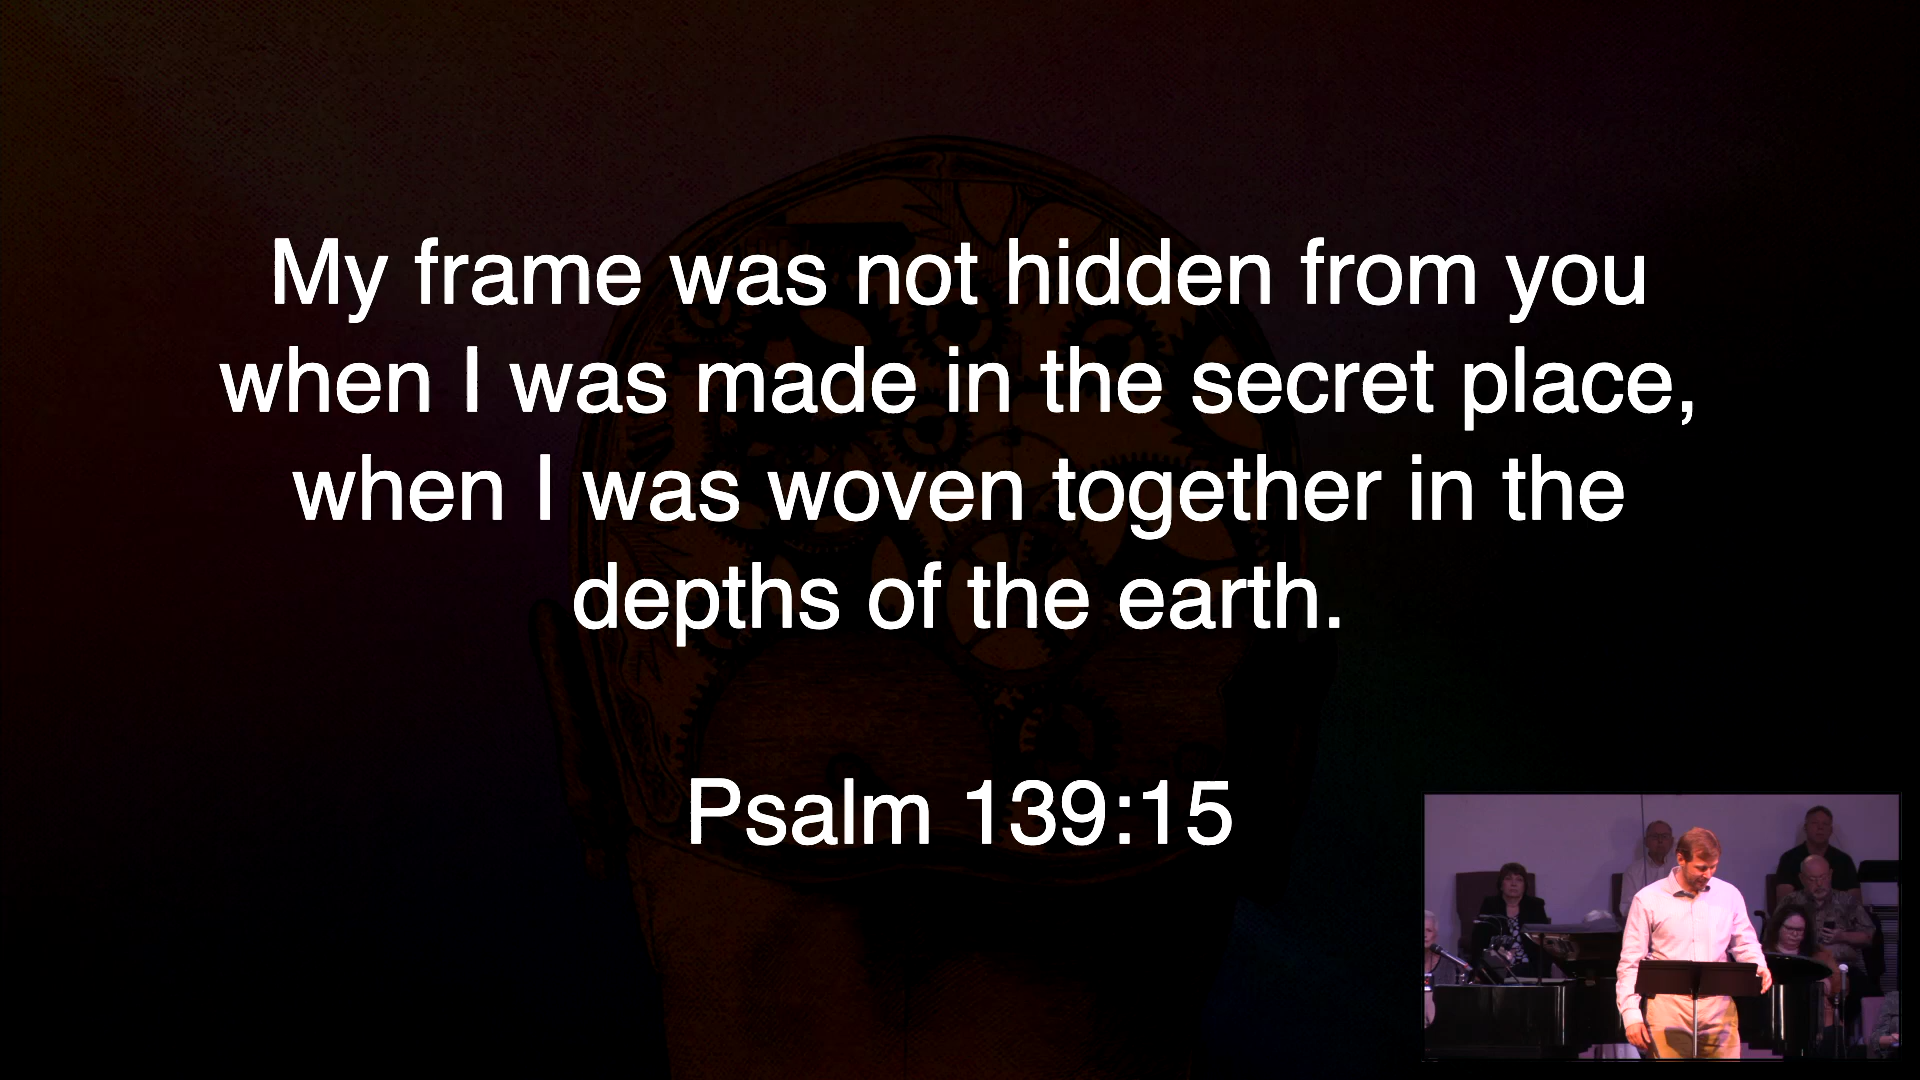 My frame was not hidden from you
when I was made in the secret place,
when I was woven together in the
depths of the earth.
Psalm 139:15